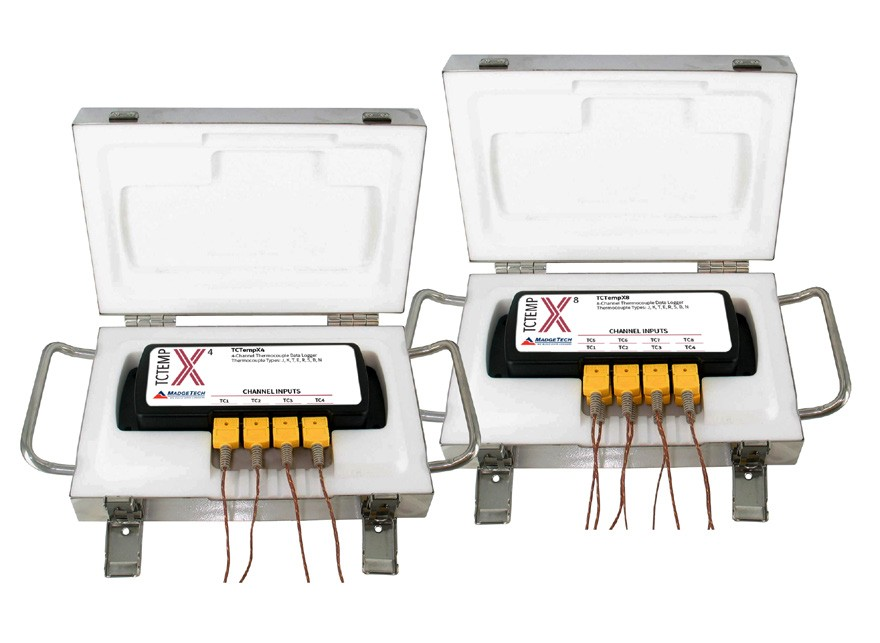 TCTEMP X 4
TCTempX4
4-Channel Thermocouple Data Logger
Thermocouple Types: J, K, T, E, R, S, B, N
MADGETECH
CHANNEL INPUTS
TC1 TC2 TC3 TC4
TCTEMP X 8
TCTempX8
8-Channel Thermocouple Data Logger
Thermocouple Types: J, K, T, E, R, S, B, N
MADGETECH
CHANNEL INPUTS
TC5 TC6 TC7 TC8
TC1 TC2 TC3 TC4